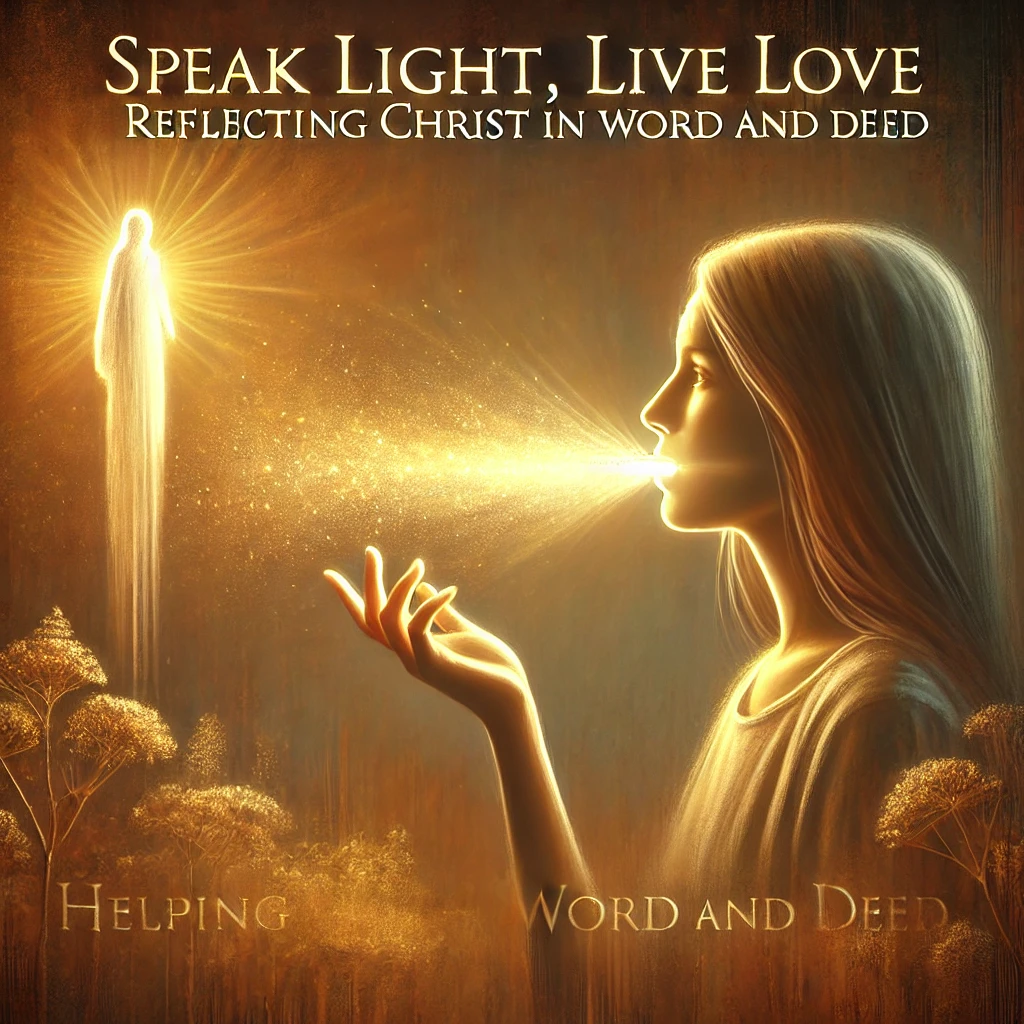 Speak Light, Live Love
Reflecting Christ in word and deed
Helping Word and Deed